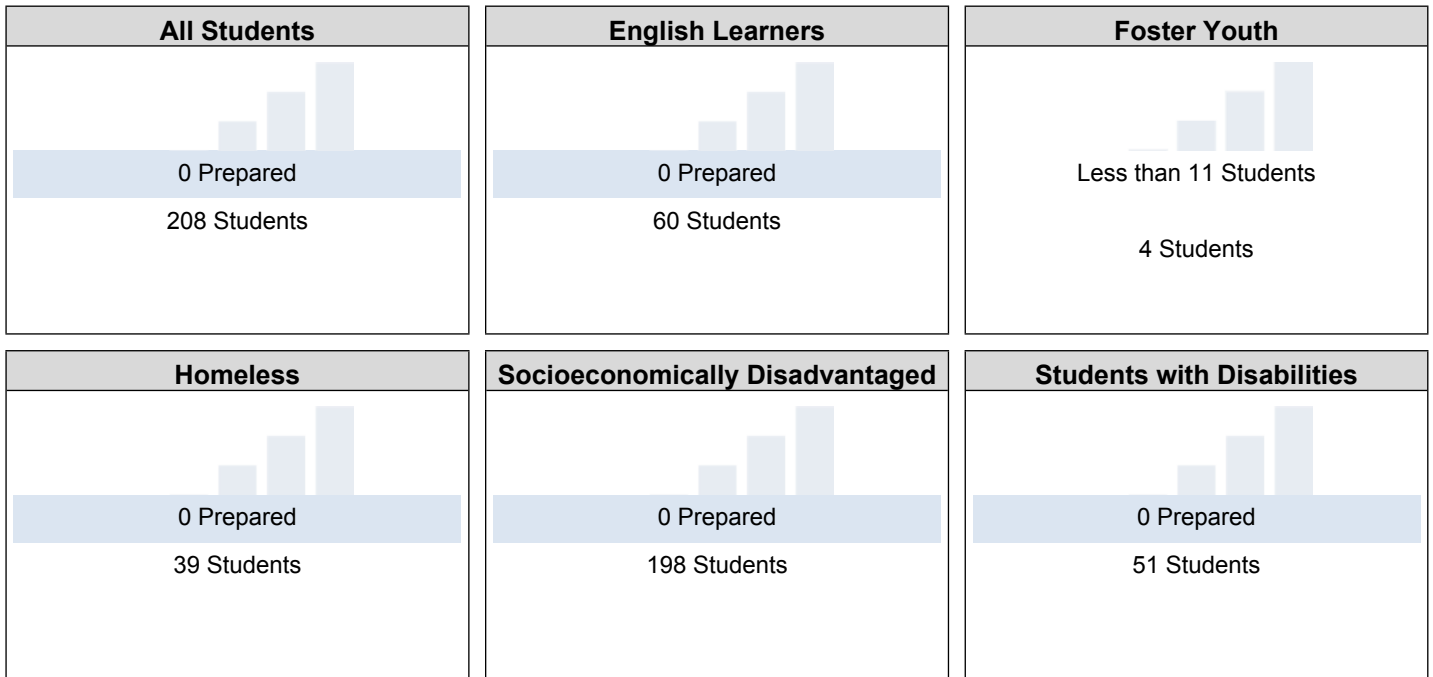 All Students
0 Prepared
208 Students
English Learners
0 Prepared
60 Students
Foster Youth
Less than 11 Students
4 Students
Homeless
0 Prepared
39 Students
Socioeconomically Disadvantaged
0 Prepared
198 Students
Students with Disabilities
0 Prepared
51 Students